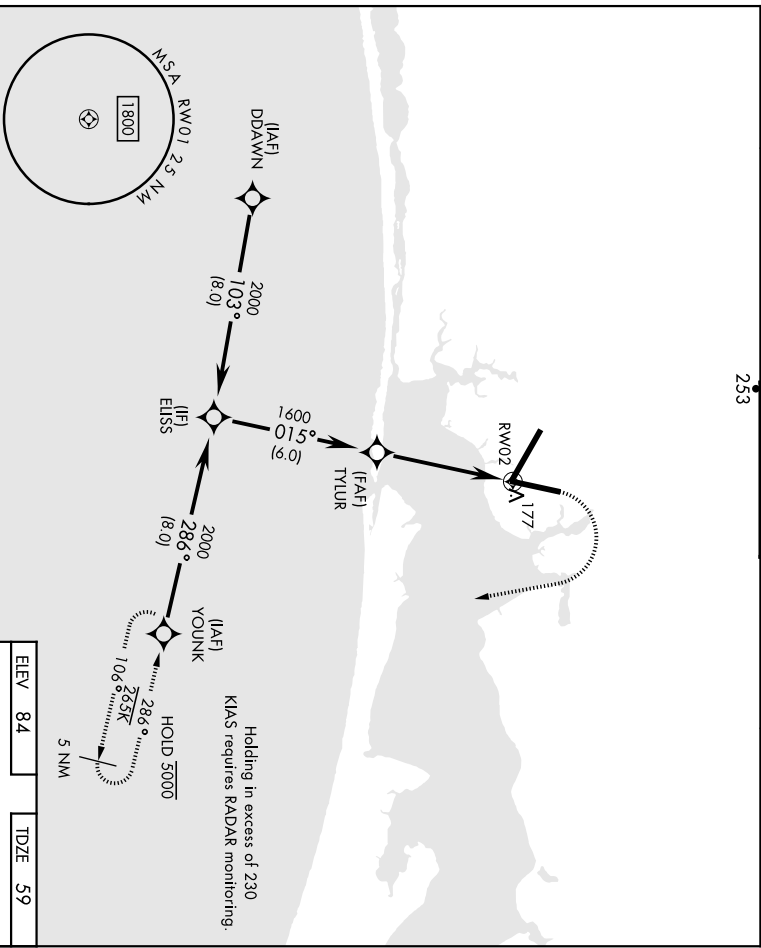 253
MSA RW01 25 NM
1800
(IAF)
DDAWN
2000
103°
(8.0)
(IF)
ELISS
1600
015°
(6.0)
(FAF)
TYLUR
RW02
177
2000
286°
(8.0)
(IAF)
YOUNK
HOLD 5000
286°
265K
106°
5 NM
Holding in excess of 230
KIAS requires RADAR monitoring.
ELEV 84
TDZE 59